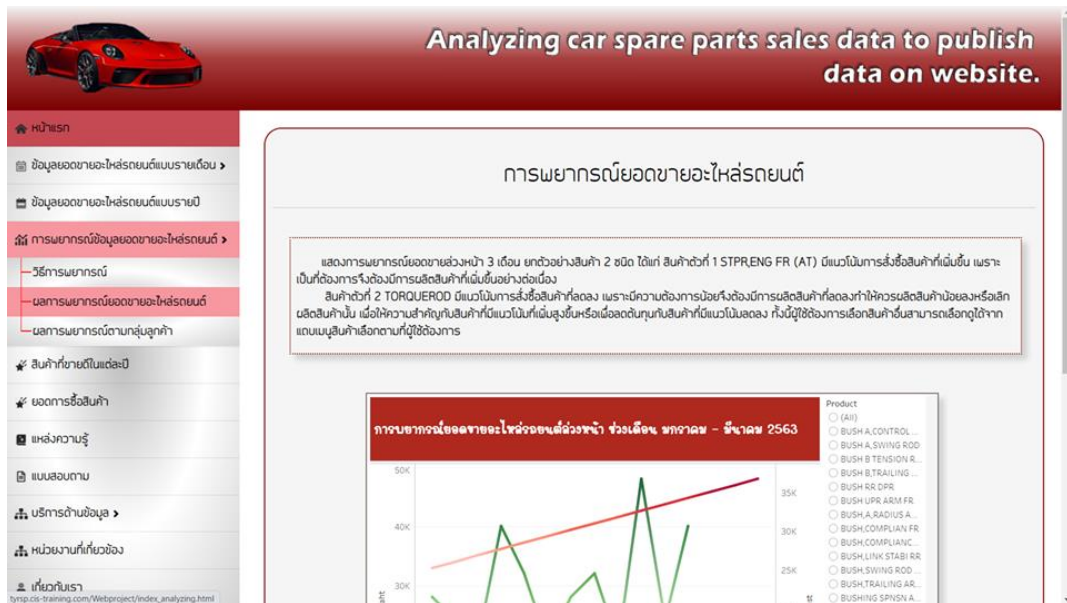 Analyzing car spare parts sales data to publish
data on website.
หน้าแรก
ข้อมูลยอดขายอะไหล่รถยนต์แบบรายเดือน
ข้อมูลยอดขายอะไหล่รถยนต์แบบรายปี
การพยากรณ์ข้อมูลยอดขายอะไหล่รถยนต์
วิธีการพยากรณ์
ผลการพยากรณ์ยอดขายอะไหล่รถยนต์
ผลการพยากรณ์ตามกลุ่มลูกค้า
สินค้าที่ขายดีในแต่ละปี
ยอดการซื้อสินค้า
แหล่งความรู้
แบบสอบถาม
บริการด้านข้อมูล
หน่วยงานที่เกี่ยวข้อง
เกี่ยวกับเรา
tyrsp.cis-training.com/Webproject/index_analyzing.html
การพยากรณ์ยอดขายอะไหล่รถยนต์
แสดงการพยากรณ์ยอดขายล่วงหน้า 3 เดือน ยกตัวอย่างสินค้า 2 ชนิด ได้แก่ สินค้าตัวที่ 1 STPR,ENG FR (AT) มีแนวโน้มการสั่งซื้อสินค้าที่เพิ่มขึ้น เพราะ
เป็นที่ต้องการจึงต้องมีการผลิตสินค้าที่เพิ่มขึ้นอย่างต่อเนื่อง
สินค้าตัวที่ 2 TORQUEROD มีแนวโน้มการสั่งซื้อสินค้าที่ลดลง เพราะมีความต้องการน้อยจึงต้องมีการผลิตสินค้าที่ลดลงทำให้ควรผลิตสินค้าน้อยลงหรือเลิก
ผลิตสินค้านั้น เพื่อให้ความสำคัญกับสินค้าที่มีแนวโน้มที่เพิ่มสูงขึ้นหรือเพื่อลดต้นทุนกับสินค้าที่มีแนวโน้มลดลง ทั้งนี้ผู้ใช้ต้องการเลือกสินค้าอื่นสามารถเลือกดูได้จาก
แถบเมนูสินค้าเลือกตามที่ผู้ใช้ต้องการ
การพยากรณ์ยอดขายอะไหล่รถยนต์ล่วงหน้า ช่วงเดือน มกราคม - มีนาคม 2563
50K
40K
30K
35K
30K
25K
Product
(All)
BUSH A,CONTROL ...
BUSH A,SWING ROD
BUSH B TENSION R...
BUSH B,TRAILING ...
BUSH RR DPR
BUSH UPR ARM FR
BUSH,A,RADIUS A...
BUSH,COMPLIAN FR
BUSH,COMPLIANC...
BUSH,LINK STABI RR
BUSH,SWING ROD ...
BUSH,TRAILING AR...
BUSHING SPNSN A...